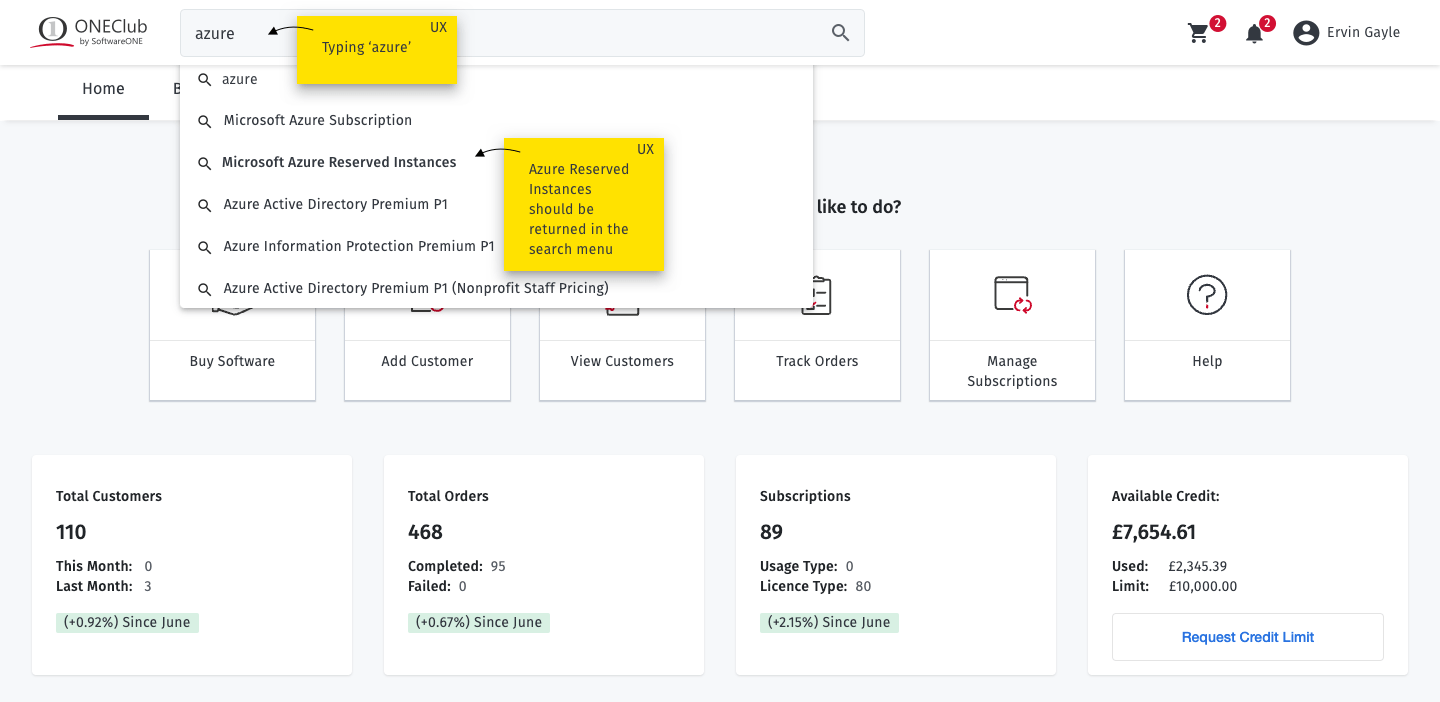 1 ONEClub
by SoftwareONE
azure
UX
Typing ‘azure’
2
2
Ervin Gayle
Home
B
azure
Microsoft Azure Subscription
Microsoft Azure Reserved Instances
Azure Active Directory Premium P1
Azure Information Protection Premium P1
Azure Active Directory Premium P1 (Nonprofit Staff Pricing)
UX
Azure Reserved
Instances
should be
returned in the
search menu
like to do?
Buy Software
Add Customer
View Customers
Track Orders
Manage
Subscriptions
?
Help
Total Customers
110
This Month: 0
Last Month: 3
(+0.92%) Since June
Total Orders
468
Completed: 95
Failed: 0
(+0.67%) Since June
Subscriptions
89
Usage Type: 0
Licence Type: 80
(+2.15%) Since June
Available Credit:
£7,654.61
Used: £2,345.39
Limit: £10,000.00
Request Credit Limit